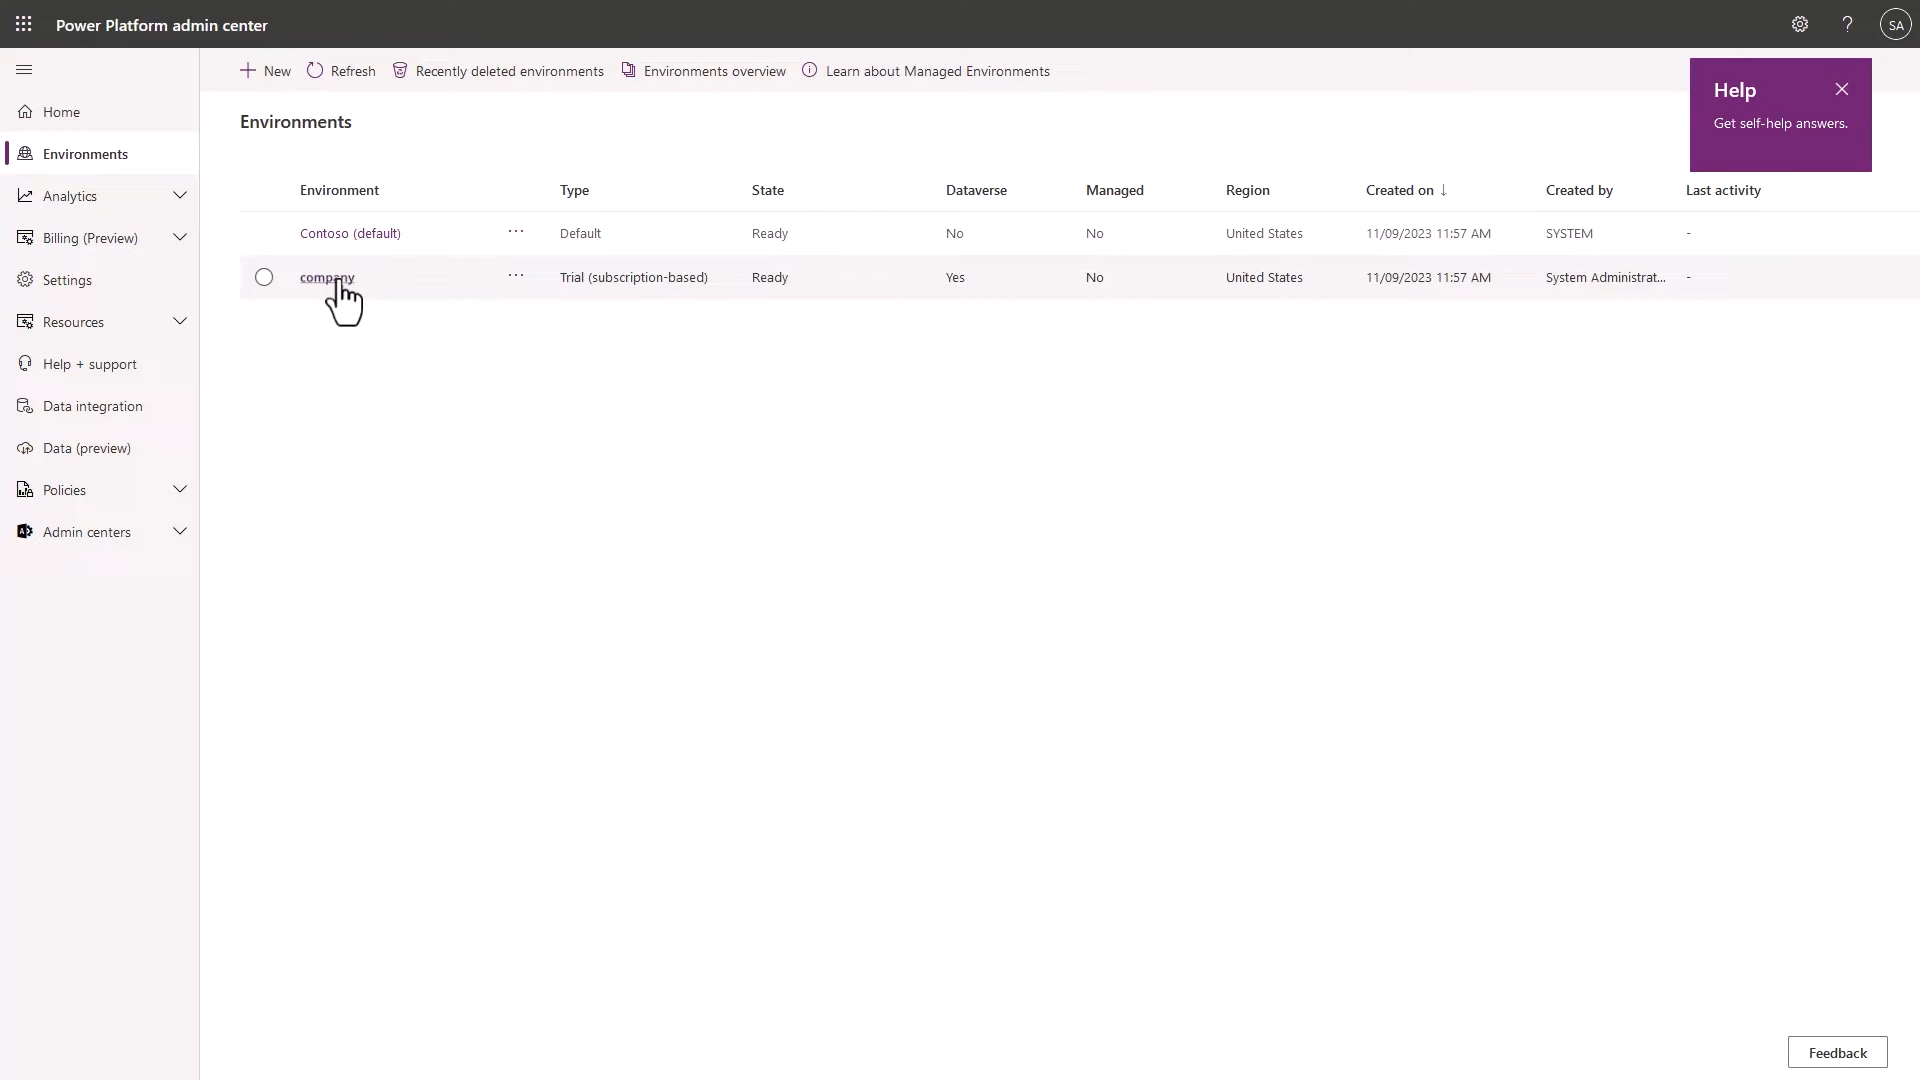 Power Platform admin center
?
SA
New
Refresh
Recently deleted environments
Environments overview
Learn about Managed Environments
Help
Get self-help answers.
Home
Environments
Analytics
Billing (Preview)
Settings
Resources
Help + support
Data integration
Data (preview)
Policies
Admin centers
Environments
Environment Type State Dataverse Managed Region Created on ↓ Created by Last activity
Contoso (default) ··· Default Ready No No United States 11/09/2023 11:57 AM SYSTEM -
company ··· Trial (subscription-based) Ready Yes No United States 11/09/2023 11:57 AM System Administrat... -
Feedback